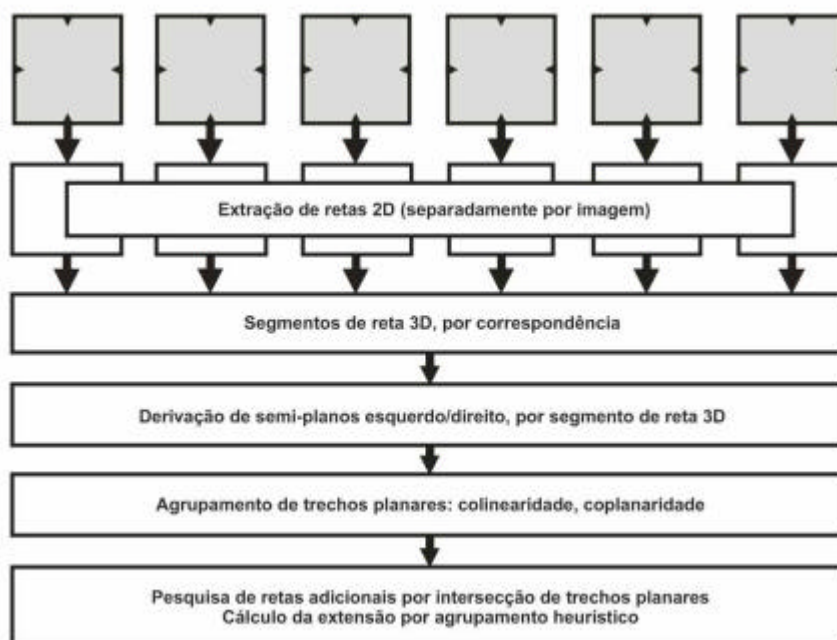 Extração de retas 2D (separadamente por imagem)
Segmentos de reta 3D, por correspondência
Derivação de semi-planos esquerdo/direito, por segmento de reta 3D
Agrupamento de trechos planares: colinearidade, coplanaridade
Pesquisa de retas adicionais por intersecção de trechos planares
Cálculo da extensão por agrupamento heurístico